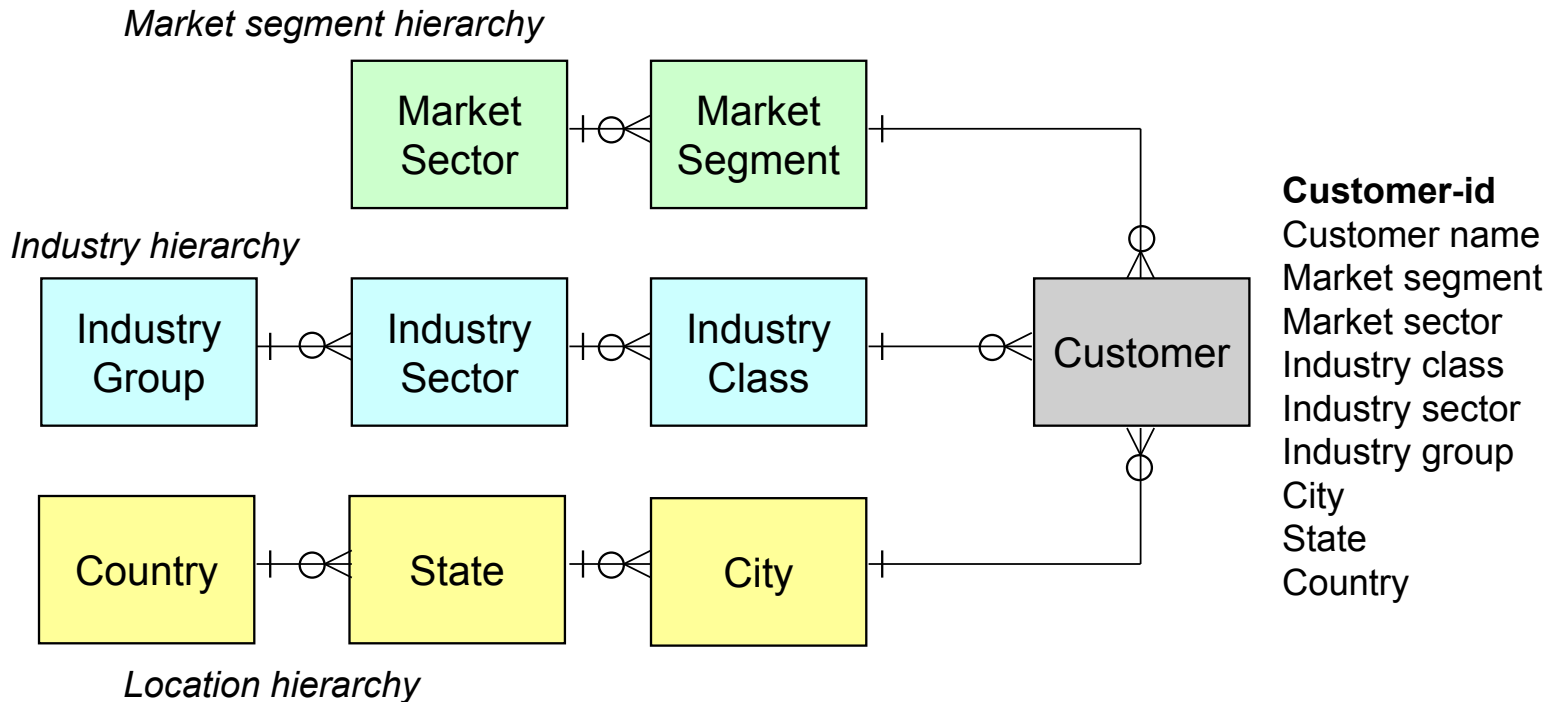 Market segment hierarchy
Market
Sector
Market
Segment
Industry hierarchy
Industry
Group
Industry
Sector
Industry
Class
Customer
Country
State
City
Location hierarchy
Customer-id
Customer name
Market segment
Market sector
Industry class
Industry sector
Industry group
City
State
Country